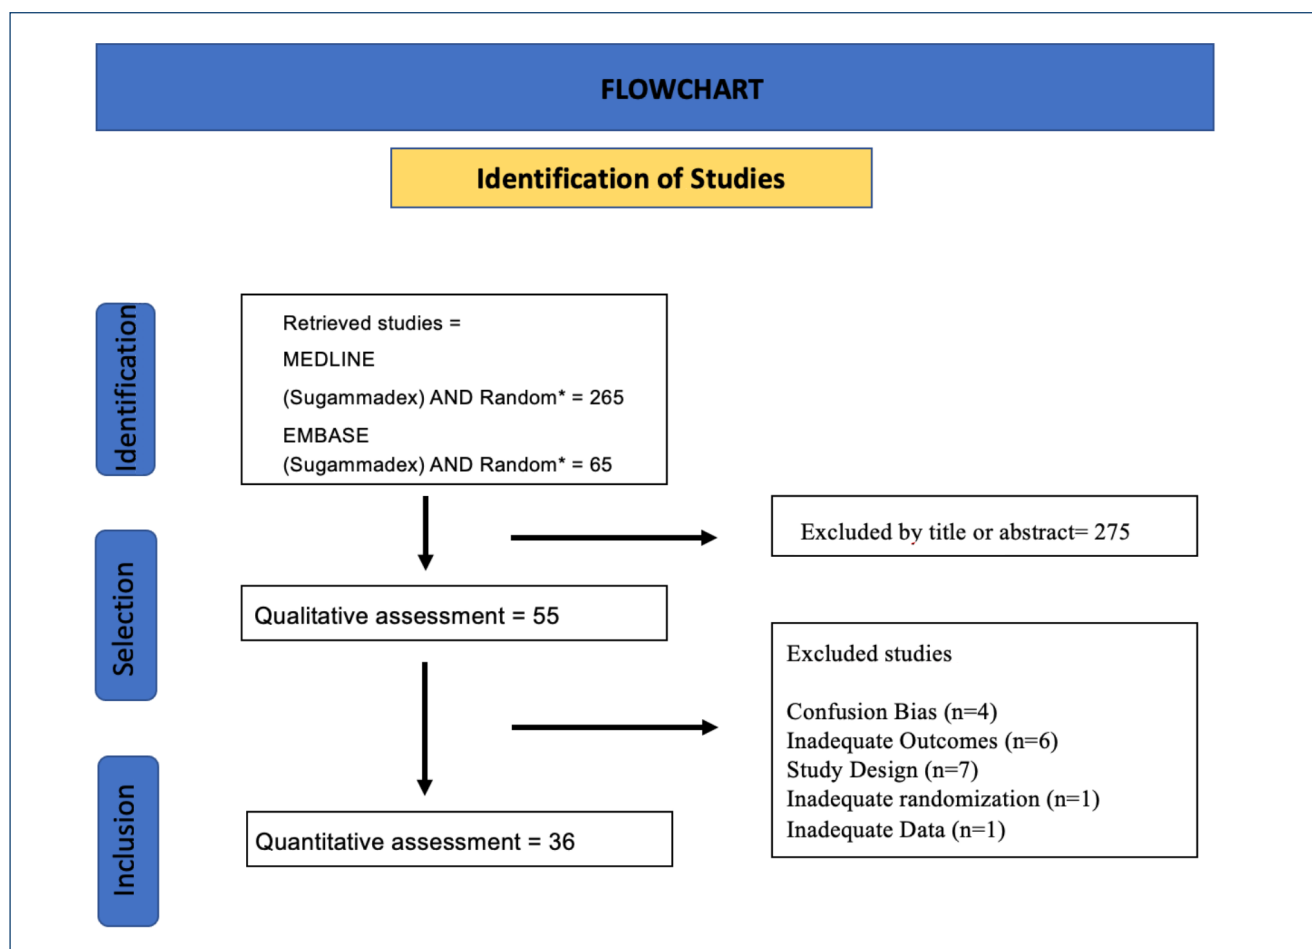 FLOWCHART
Identification of Studies
Identification
Retrieved studies =
MEDLINE
(Sugammadex) AND Random* = 265
EMBASE
(Sugammadex) AND Random* = 65
Excluded by title or abstract= 275
Selection
Qualitative assessment = 55
Excluded studies
Confusion Bias (n=4)
Inadequate Outcomes (n=6)
Study Design (n=7)
Inadequate randomization (n=1)
Inadequate Data (n=1)
Inclusion
Quantitative assessment = 36